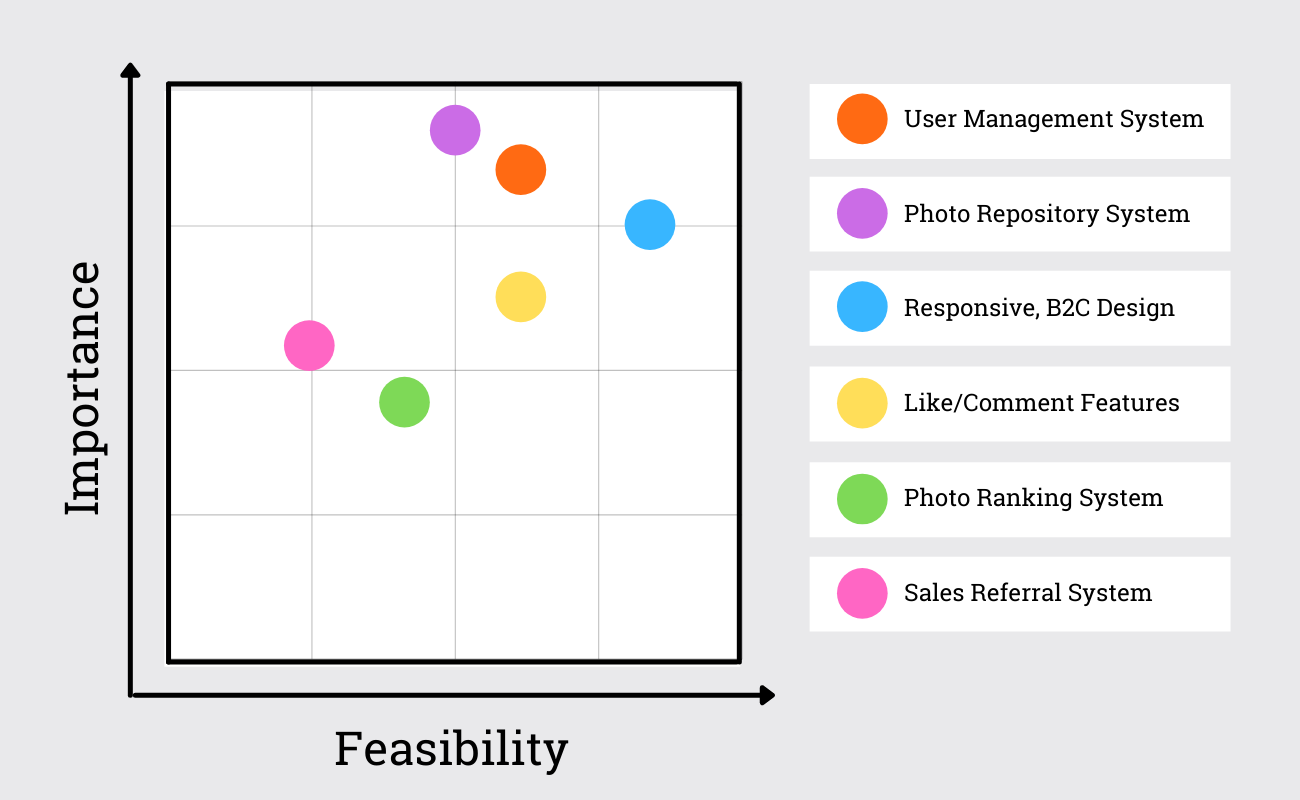 Importance
Feasibility
User Management System
Photo Repository System
Responsive, B2C Design
Like/Comment Features
Photo Ranking System
Sales Referral System